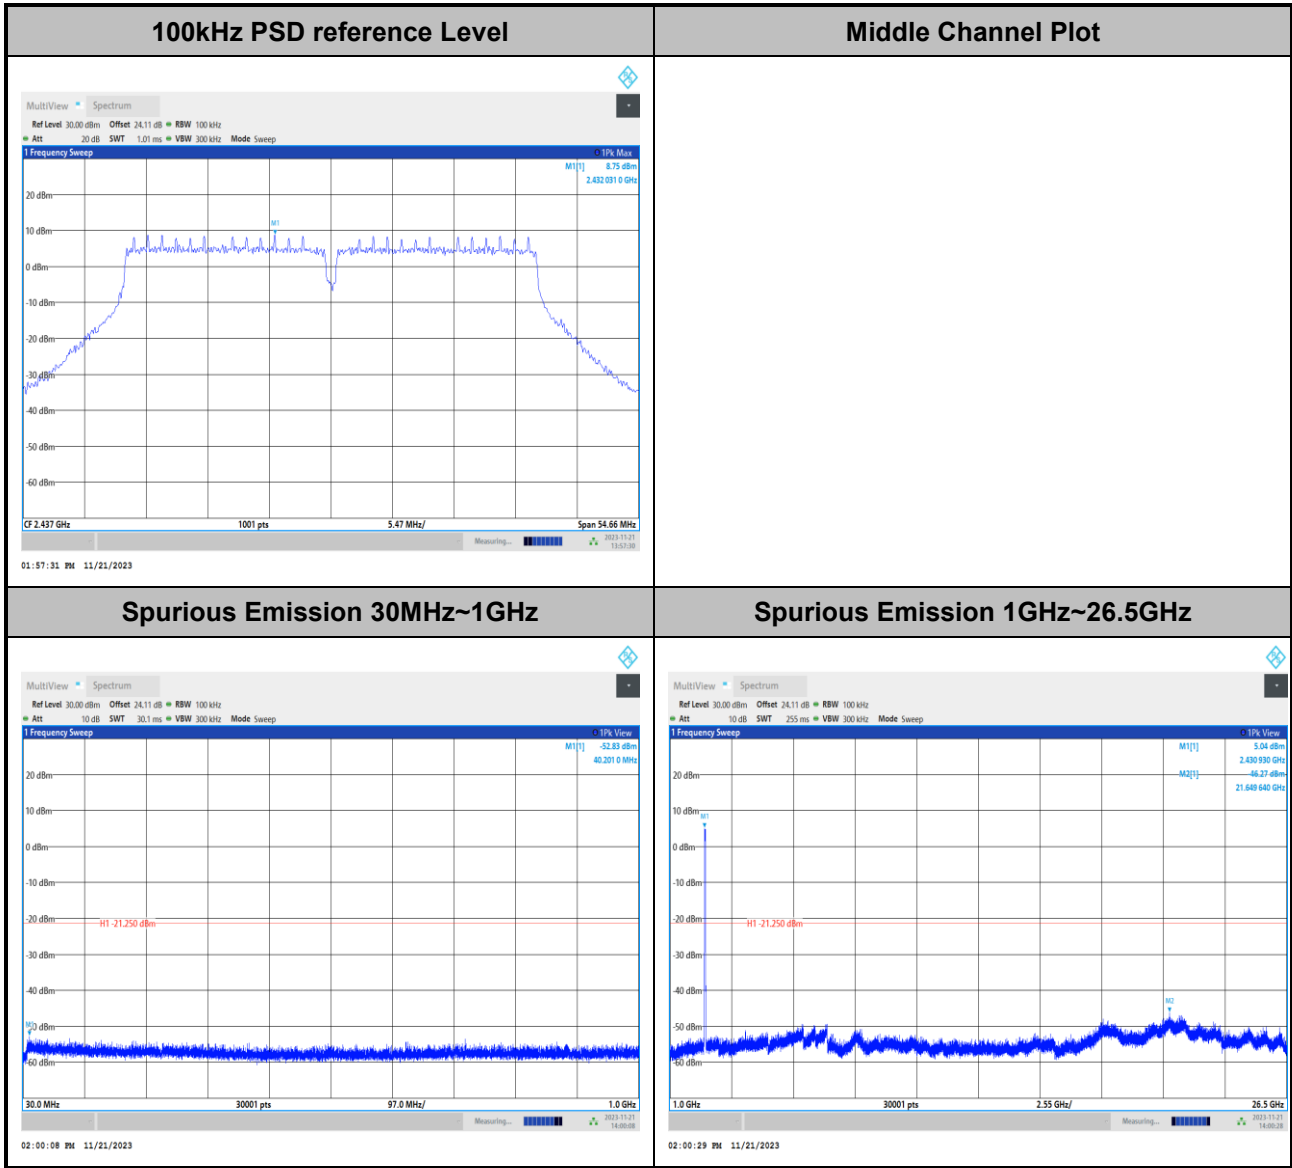 100kHz PSD reference Level
Middle Channel Plot
MultiView Spectrum
Ref Level 30.00 dBm Offset 24.11 dB RBW 100 kHz
Att 20 dB SWT 1.01 ms VBW 300 kHz Mode Sweep
1 Frequency Sweep 1Pk Max
M1[1] 8.75 dBm
2.432 031 0 GHz
20 dBm
M1
10 dBm
0 dBm
-10 dBm
-20 dBm
-30 dBm
-40 dBm
-50 dBm
-60 dBm
CF 2.437 GHz 1001 pts 5.47 MHz/ Span 54.66 MHz
Measuring... 2023-11-21
13:57:30
01:57:31 PM 11/21/2023
Spurious Emission 30MHz~1GHz
Spurious Emission 1GHz~26.5GHz
MultiView Spectrum
Ref Level 30.00 dBm Offset 24.11 dB RBW 100 kHz
Att 10 dB SWT 30.1 ms VBW 300 kHz Mode Sweep
1 Frequency Sweep 1Pk View
M1[1] -52.83 dBm
40.201 0 MHz
20 dBm
10 dBm
0 dBm
-10 dBm
-20 dBm
H1 -21.250 dBm
-30 dBm
-40 dBm
-50 dBm
-60 dBm
30.0 MHz 30001 pts 97.0 MHz/ 1.0 GHz
Measuring... 2023-11-21
14:00:08
02:00:08 PM 11/21/2023
MultiView Spectrum
Ref Level 30.00 dBm Offset 24.11 dB RBW 100 kHz
Att 10 dB SWT 255 ms VBW 300 kHz Mode Sweep
1 Frequency Sweep 1Pk View
M1[1] 5.04 dBm
2.430 930 GHz
M2[1] -46.27 dBm
21.649 640 GHz
20 dBm
10 dBm
M1
0 dBm
-10 dBm
-20 dBm
H1 -21.250 dBm
-30 dBm
-40 dBm
M2
-50 dBm
-60 dBm
1.0 GHz 30001 pts 2.55 GHz/ 26.5 GHz
Measuring... 2023-11-21
14:00:28
02:00:29 PM 11/21/2023